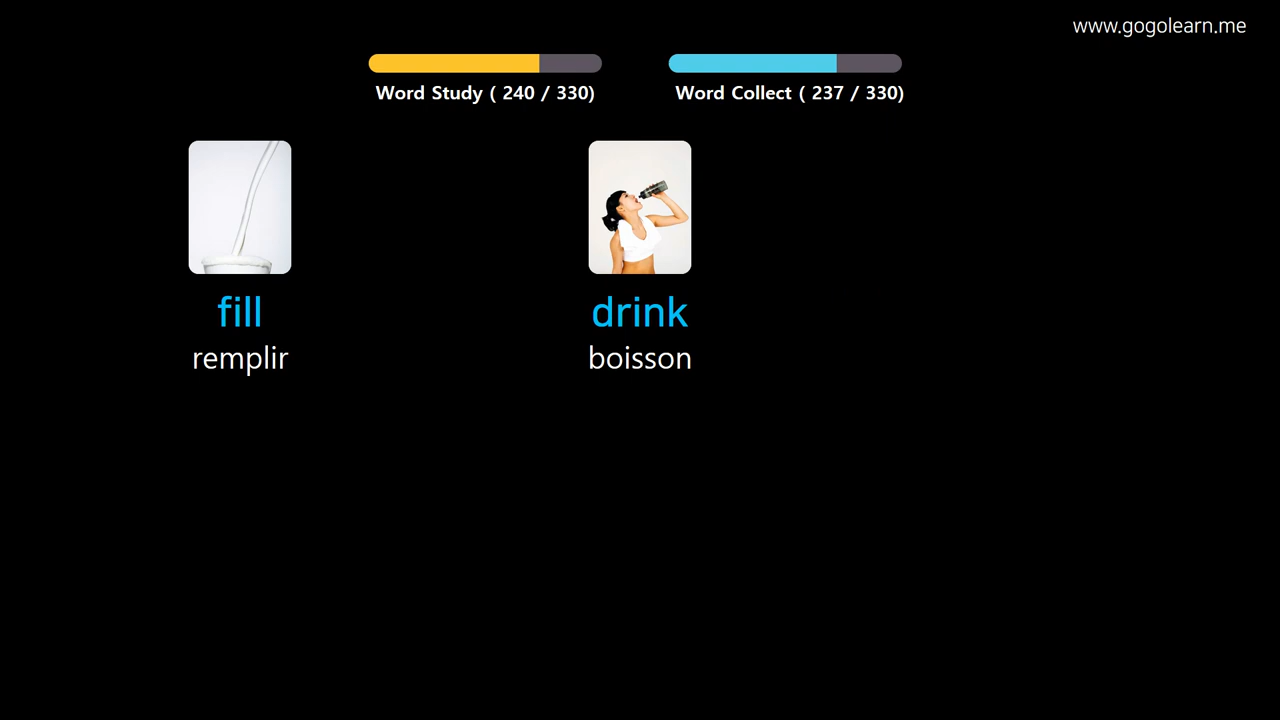 www.gogolearn.me
Word Study ( 240 / 330)
Word Collect ( 237 / 330)
fill
remplir
drink
boisson